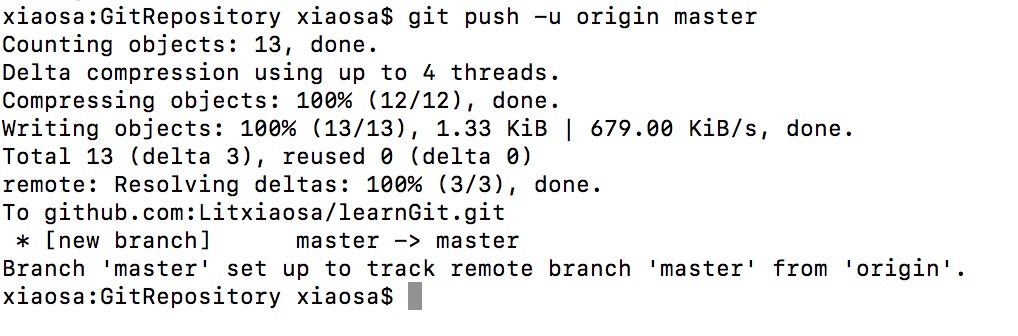 xiaosa:GitRepository xiaosa$ git push -u origin master
Counting objects: 13, done.
Delta compression using up to 4 threads.
Compressing objects: 100% (12/12), done.
Writing objects: 100% (13/13), 1.33 KiB | 679.00 KiB/s, done.
Total 13 (delta 3), reused 0 (delta 0)
remote: Resolving deltas: 100% (3/3), done.
To github.com:Litxiaosa/learnGit.git
 * [new branch]      master -> master
Branch 'master' set up to track remote branch 'master' from 'origin'.
xiaosa:GitRepository xiaosa$